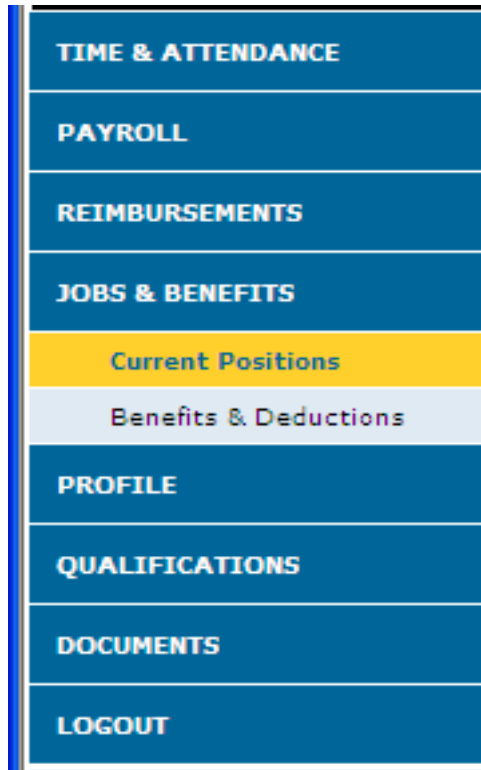 TIME & ATTENDANCE
PAYROLL
REIMBURSEMENTS
JOBS & BENEFITS
Current Positions
Benefits & Deductions
PROFILE
QUALIFICATIONS
DOCUMENTS
LOGOUT